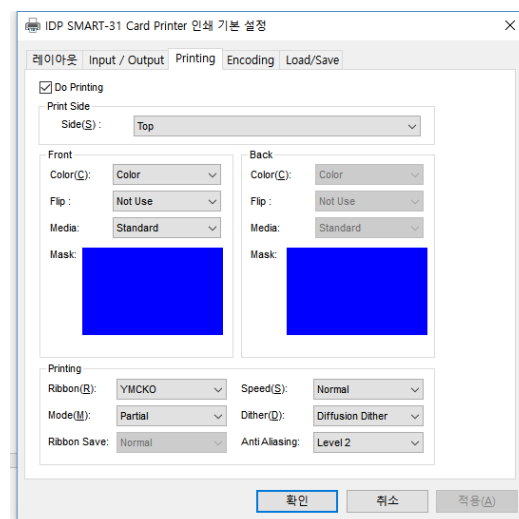 IDP SMART-31 Card Printer 인쇄 기본 설정
레이아웃 Input / Output Printing Encoding Load/Save
Do Printing
Print Side
Side(S) : Top
Front
Color(C): Color
Flip : Not Use
Media: Standard
Mask:
Back
Color(C): Color
Flip : Not Use
Media: Standard
Mask:
Printing
Ribbon(R): YMCKO Speed(S): Normal
Mode(M): Partial Dither(D): Diffusion Dither
Ribbon Save: Normal Anti Aliasing: Level 2
확인 취소 적용(A)